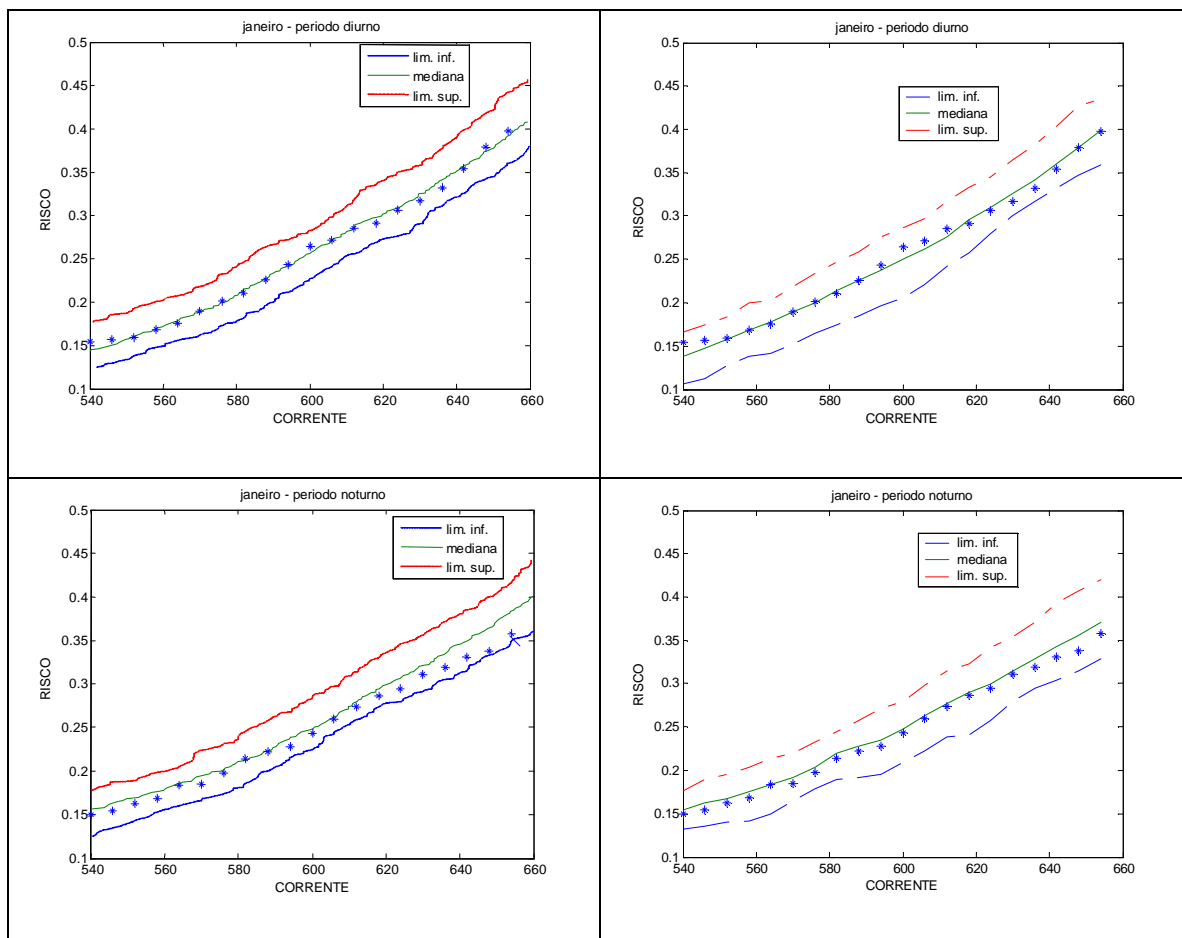 janeiro - periodo diurno
lim. inf.
mediana
lim. sup.
RISCO
0.5
0.45
0.4
0.35
0.3
0.25
0.2
0.15
0.1
540 560 580 600 620 640 660
CORRENTE
janeiro - periodo diurno
lim. inf.
mediana
lim. sup.
RISCO
0.5
0.45
0.4
0.35
0.3
0.25
0.2
0.15
0.1
540 560 580 600 620 640 660
CORRENTE
janeiro - periodo noturno
lim. inf.
mediana
lim. sup.
RISCO
0.5
0.45
0.4
0.35
0.3
0.25
0.2
0.15
0.1
540 560 580 600 620 640 660
CORRENTE
janeiro - periodo noturno
lim. inf.
mediana
lim. sup.
RISCO
0.5
0.45
0.4
0.35
0.3
0.25
0.2
0.15
0.1
540 560 580 600 620 640 660
CORRENTE